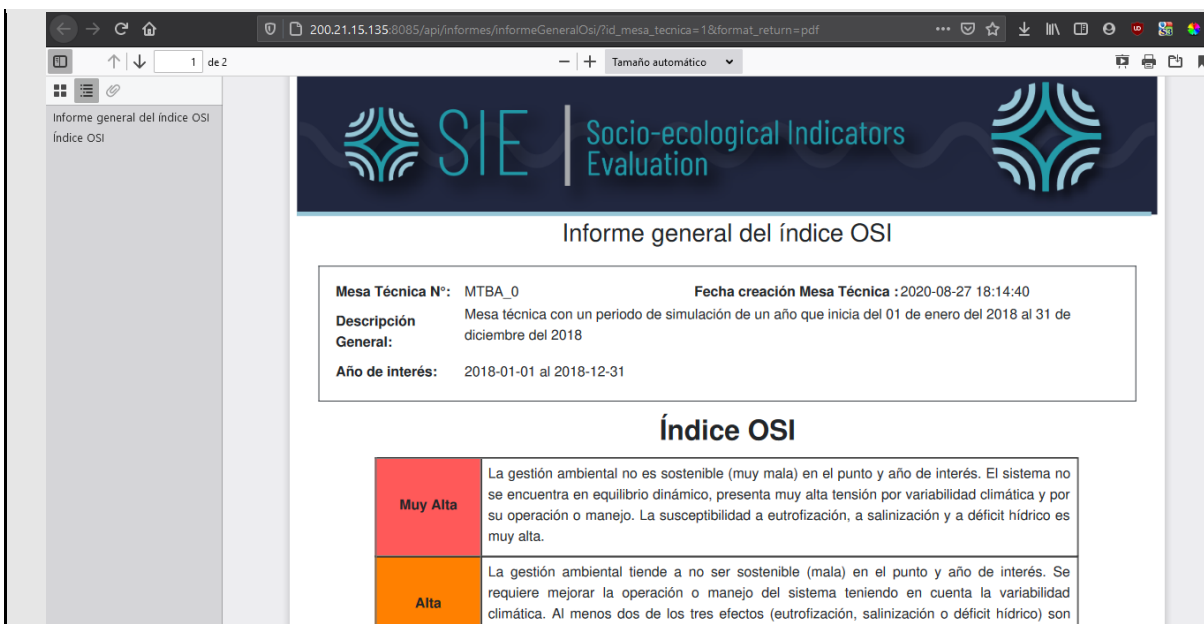 200.21.15.135:8085/api/informes/informeGeneralOsi/?id_mesa_tecnica=1&format_return=pdf
1 de 2
Tamaño automático
Informe general del índice OSI
Índice OSI
SIE
Socio-ecological Indicators
Evaluation
Informe general del índice OSI
Mesa Técnica N°: MTBA_0 Fecha creación Mesa Técnica : 2020-08-27 18:14:40
Descripción General: Mesa técnica con un periodo de simulación de un año que inicia del 01 de enero del 2018 al 31 de
diciembre del 2018
Año de interés: 2018-01-01 al 2018-12-31
Índice OSI
Muy Alta
La gestión ambiental no es sostenible (muy mala) en el punto y año de interés. El sistema no
se encuentra en equilibrio dinámico, presenta muy alta tensión por variabilidad climática y por
su operación o manejo. La susceptibilidad a eutrofización, a salinización y a déficit hídrico es
muy alta.
Alta
La gestión ambiental tiende a no ser sostenible (mala) en el punto y año de interés. Se
requiere mejorar la operación o manejo del sistema teniendo en cuenta la variabilidad
climática. Al menos dos de los tres efectos (eutrofización, salinización o déficit hídrico) son